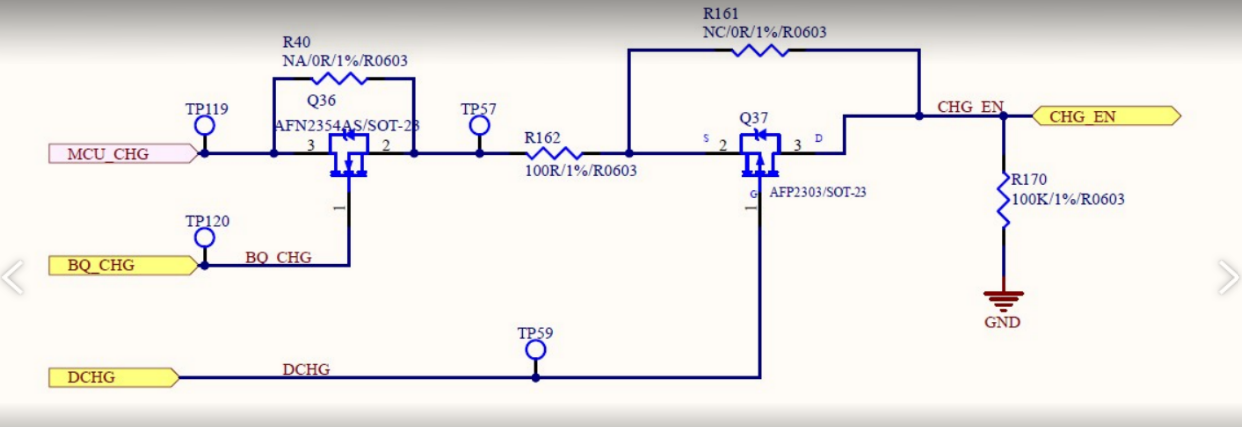 R161
NC/0R/1%/R0603
R40
NA/0R/1%/R0603
Q36
AFN2354AS/SOT-23
TP119
MCU_CHG
3
2
TP57
R162
100R/1%/R0603
Q37
S
2
3
D
G
1
AFP2303/SOT-23
CHG_EN
CHG_EN
R170
100K/1%/R0603
GND
1
TP120
BQ_CHG
BQ_CHG
TP59
DCHG
DCHG